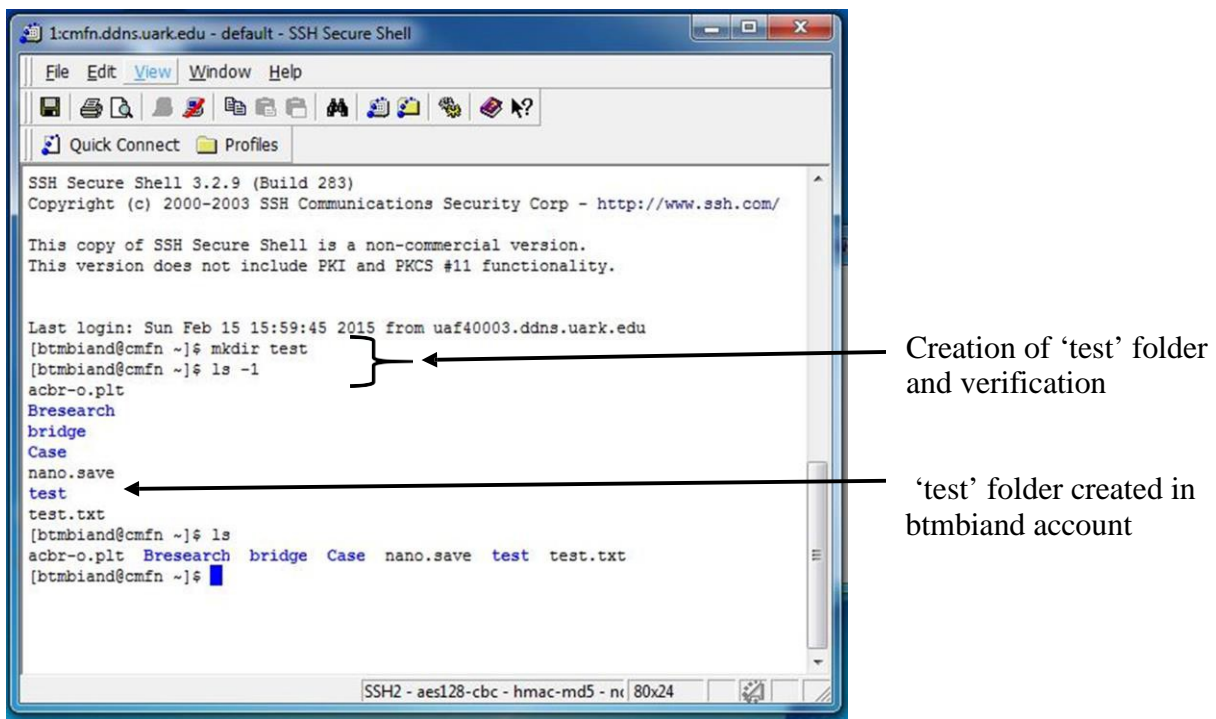 1:cmfn.ddns.uark.edu - default - SSH Secure Shell
File Edit View Window Help
Quick Connect Profiles
SSH Secure Shell 3.2.9 (Build 283)
Copyright (c) 2000-2003 SSH Communications Security Corp - http://www.ssh.com/
This copy of SSH Secure Shell is a non-commercial version.
This version does not include PKI and PKCS #11 functionality.
Last login: Sun Feb 15 15:59:45 2015 from uaf40003.ddns.uark.edu
[btmbiand@cmfn ~]$ mkdir test
[btmbiand@cmfn ~]$ ls -1
acbr-o.plt
Bresearch
bridge
Case
nano.save
test
test.txt
[btmbiand@cmfn ~]$ ls
acbr-o.plt Bresearch bridge Case nano.save test test.txt
[btmbiand@cmfn ~]$
SSH2 - aes128-cbc - hmac-md5 - nc 80x24
Creation of ‘test’ folder
and verification
‘test’ folder created in
btmbiand account